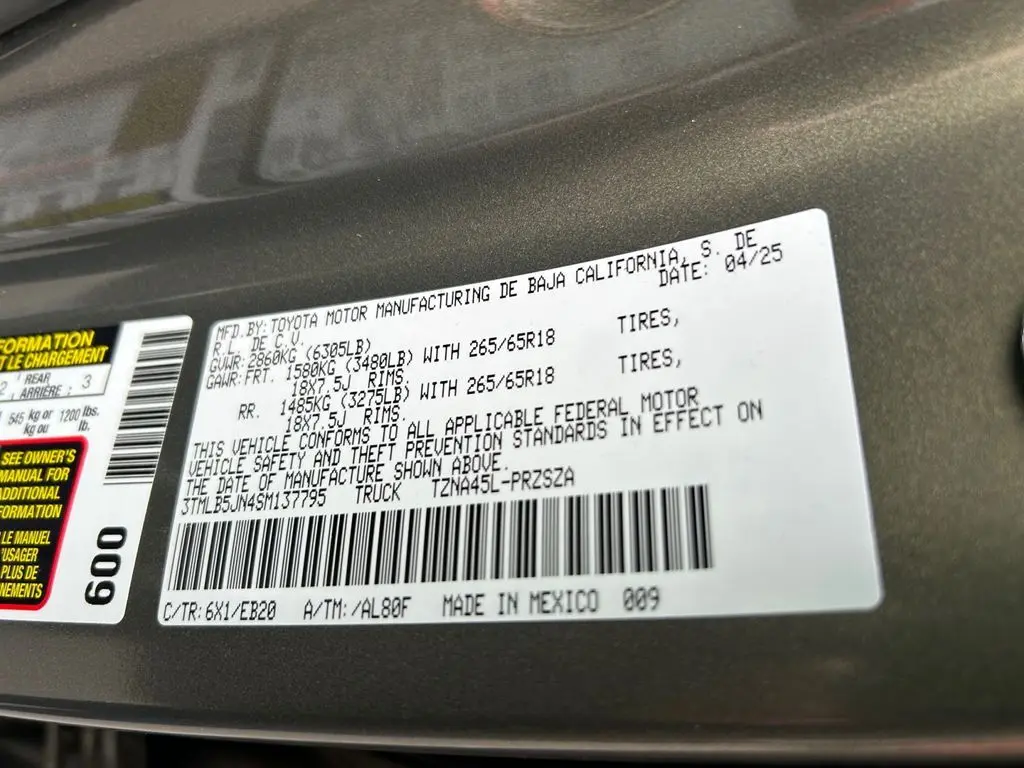 FORMATION
T LE CHARGEMENT
2 REAR ARRIÈRE 3
545 kg or 1200 lbs.
kg ou lb.
SEE OWNER'S
MANUAL FOR
ADDITIONAL
FORMATION
LE MANUEL
'USAGER
PLUS DE
NEMENTS
600
MFD.BY:TOYOTA MOTOR MANUFACTURING DE BAJA CALIFORNIA, S. DE
R.L. DE C.V. DATE: 04/25
GVWR:2860KG (6305LB)
GAWR:FRT. 1580KG (3480LB) WITH 265/65R18 TIRES,
18X7.5J RIMS.
RR. 1485KG (3275LB) WITH 265/65R18 TIRES,
18X7.5J RIMS.
THIS VEHICLE CONFORMS TO ALL APPLICABLE FEDERAL MOTOR
VEHICLE SAFETY AND THEFT PREVENTION STANDARDS IN EFFECT ON
THE DATE OF MANUFACTURE SHOWN ABOVE.
3TMLB5JN4SM137795 TRUCK TZNA45L-PRZSZA
C/TR:6X1/EB20 A/TM:/AL80F MADE IN MEXICO 009